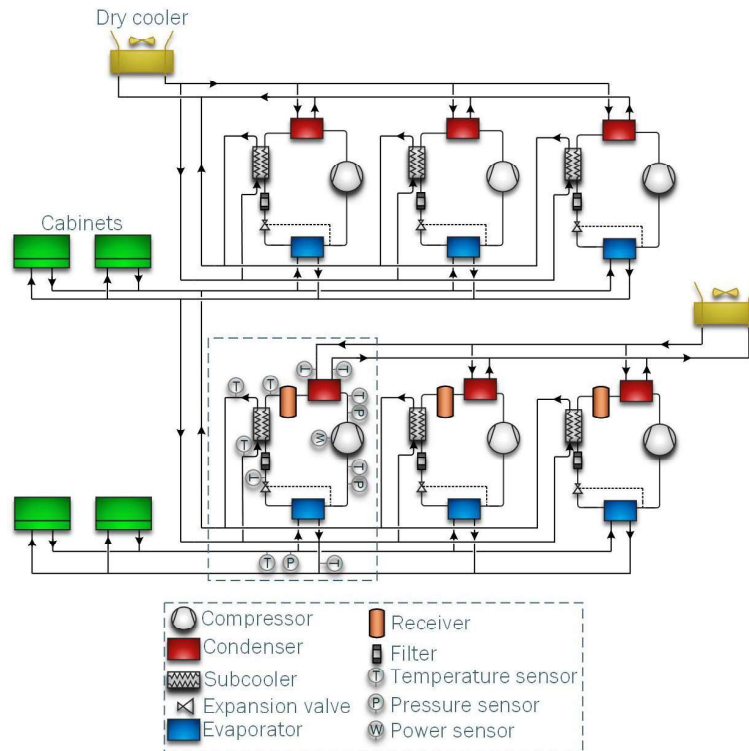 Dry cooler
Cabinets
T T
T T
T
P
W
T
T
T P
T P T
Compressor Receiver
Condenser Filter
Subcooler T Temperature sensor
Expansion valve P Pressure sensor
Evaporator W Power sensor